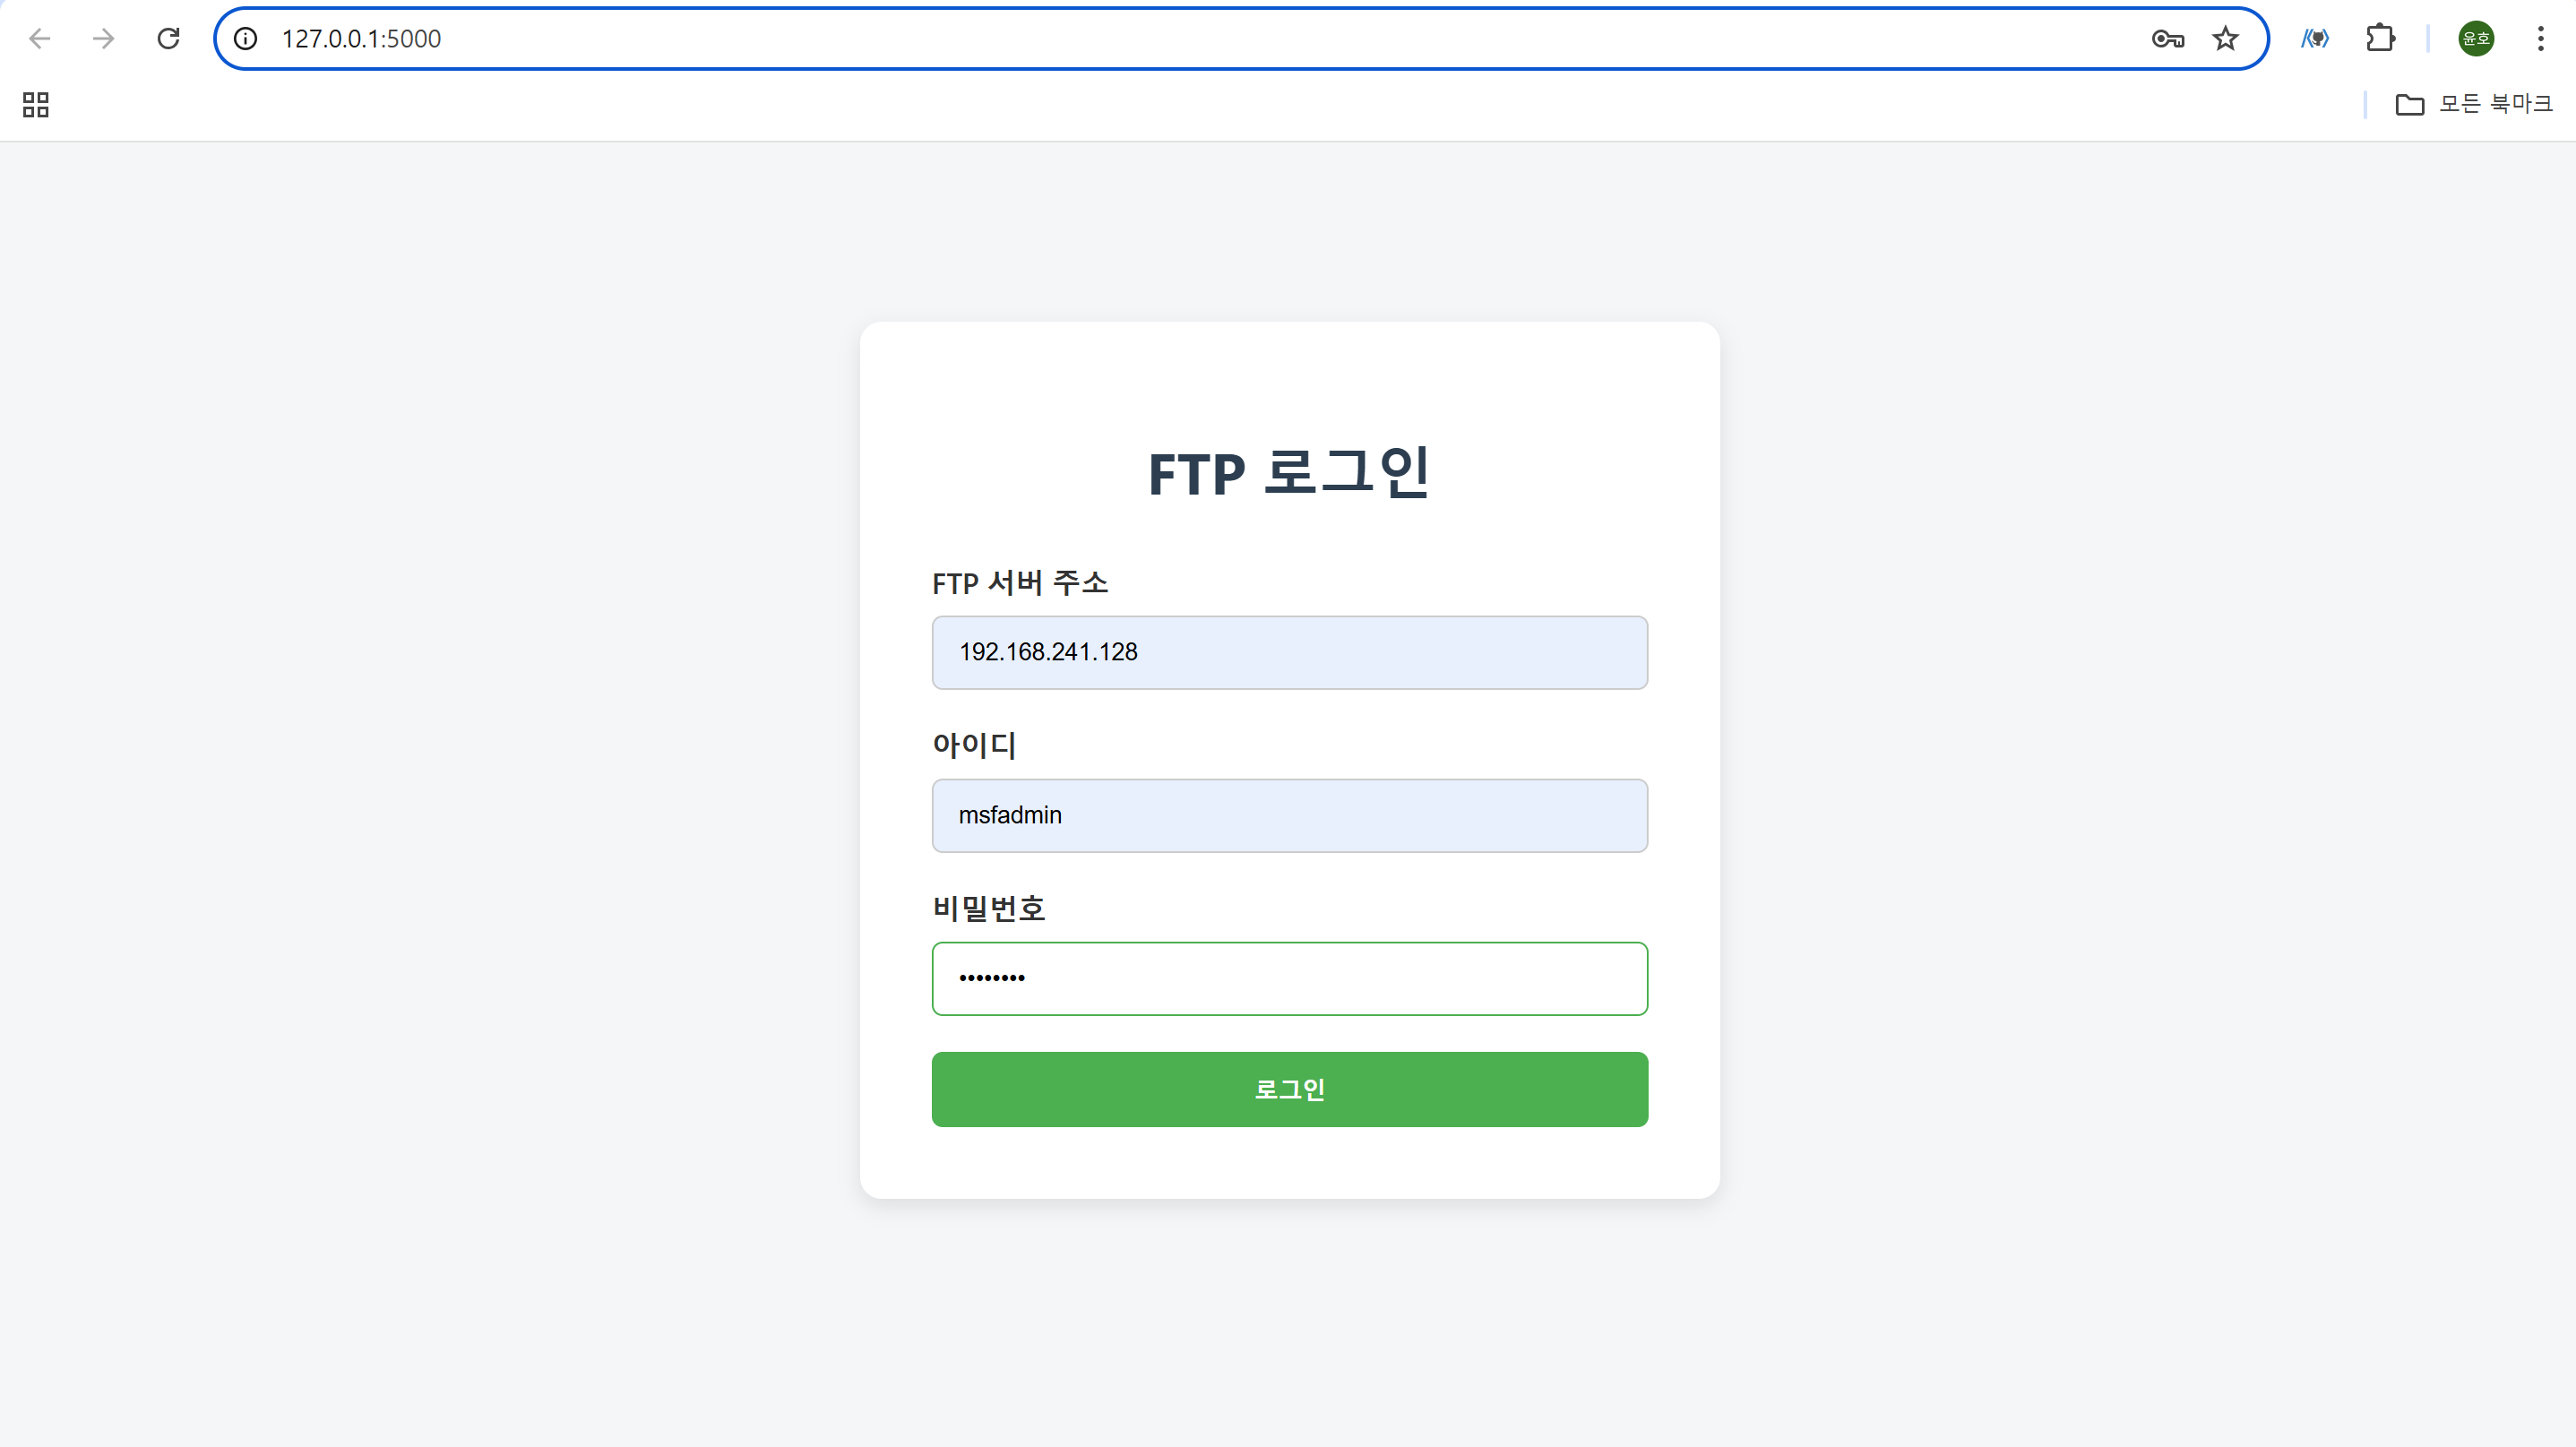 127.0.0.1:5000
윤호
모든 북마크
FTP 로그인
FTP 서버 주소
192.168.241.128
아이디
msfadmin
비밀번호
••••••••
로그인